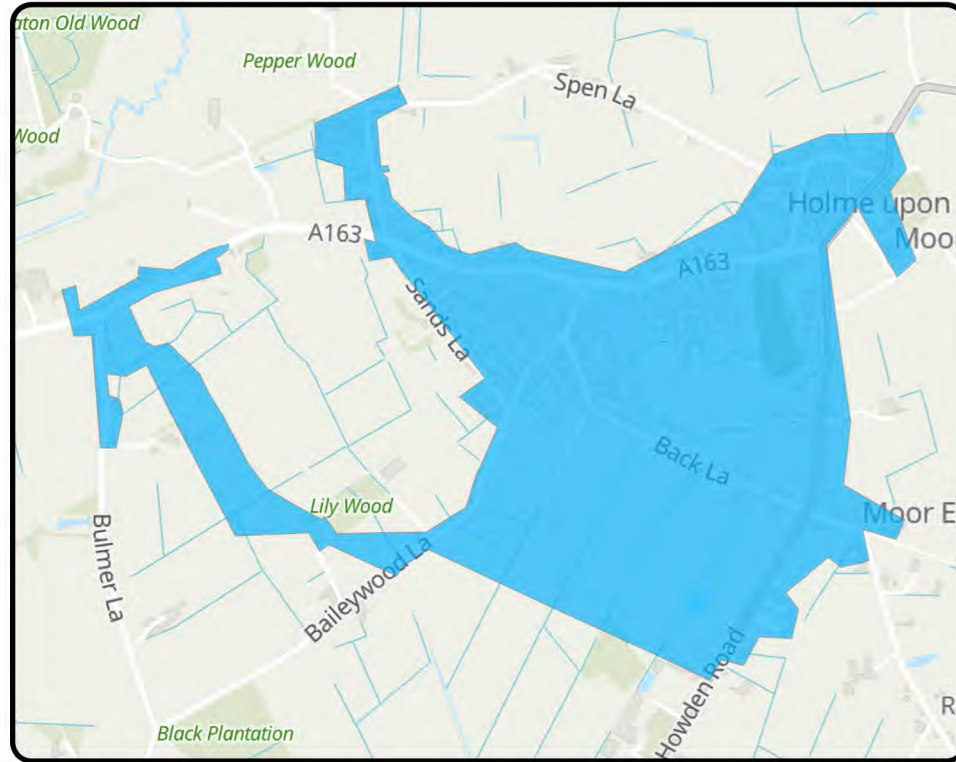 aton Old Wood
Pepper Wood
Spen La
Wood
Holme upon
Moo
A163
A163
Sands La
Back La
Lily Wood
Moor E
Bulmer La
Baileywood La
Howden Road
Black Plantation
R